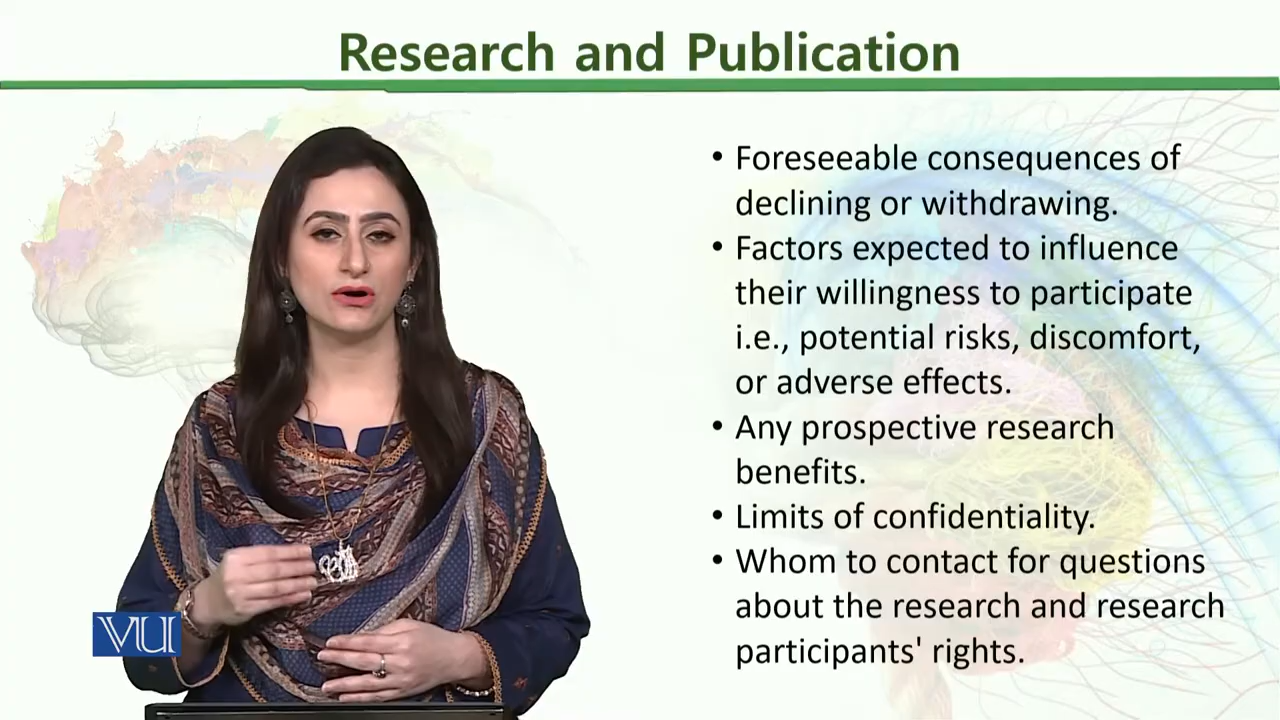 Research and Publication
• Foreseeable consequences of
declining or withdrawing.
• Factors expected to influence
their willingness to participate
i.e., potential risks, discomfort,
or adverse effects.
• Any prospective research
benefits.
• Limits of confidentiality.
• Whom to contact for questions
about the research and research
participants' rights.
VU